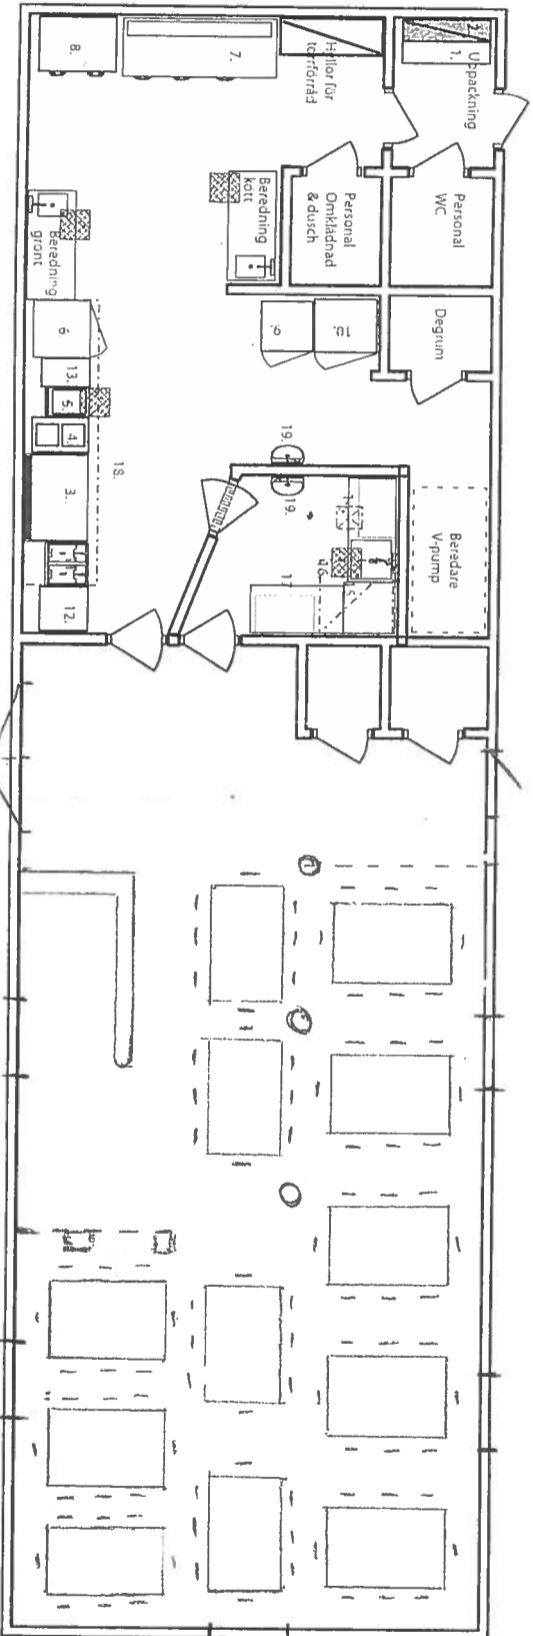 8.
7.
Hyllor för
torrförråd
2.
1.
Uppackning
Beredning
kött
Personal
Omklädnad
& dusch
Personal
WC
Beredning
grönt
6.
9.
Degrum
13.
5.
4.
3.
18.
19.
19.
Beredare
V-pump
12.